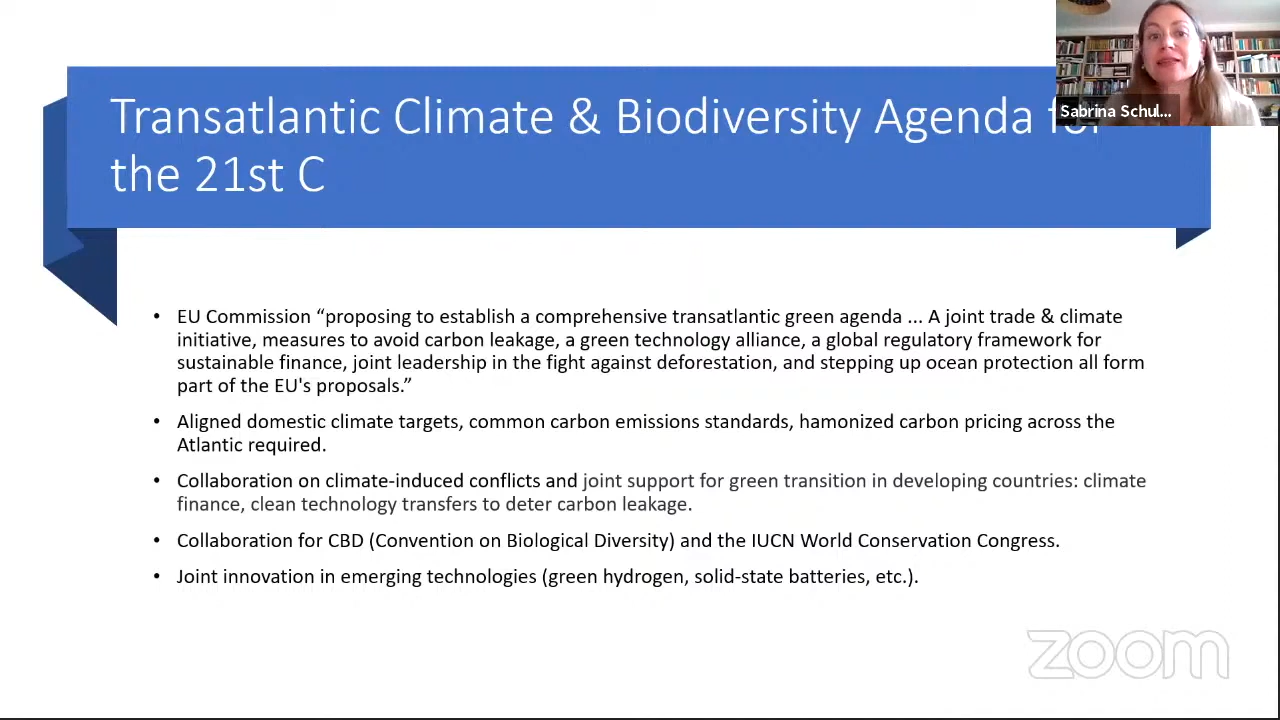 Transatlantic Climate & Biodiversity Agenda for
the 21st C
Sabrina Schul...
• EU Commission “proposing to establish a comprehensive transatlantic green agenda ... A joint trade & climate
initiative, measures to avoid carbon leakage, a green technology alliance, a global regulatory framework for
sustainable finance, joint leadership in the fight against deforestation, and stepping up ocean protection all form
part of the EU's proposals.”
• Aligned domestic climate targets, common carbon emissions standards, hamonized carbon pricing across the
Atlantic required.
• Collaboration on climate-induced conflicts and joint support for green transition in developing countries: climate
finance, clean technology transfers to deter carbon leakage.
• Collaboration for CBD (Convention on Biological Diversity) and the IUCN World Conservation Congress.
• Joint innovation in emerging technologies (green hydrogen, solid-state batteries, etc.).
zoom